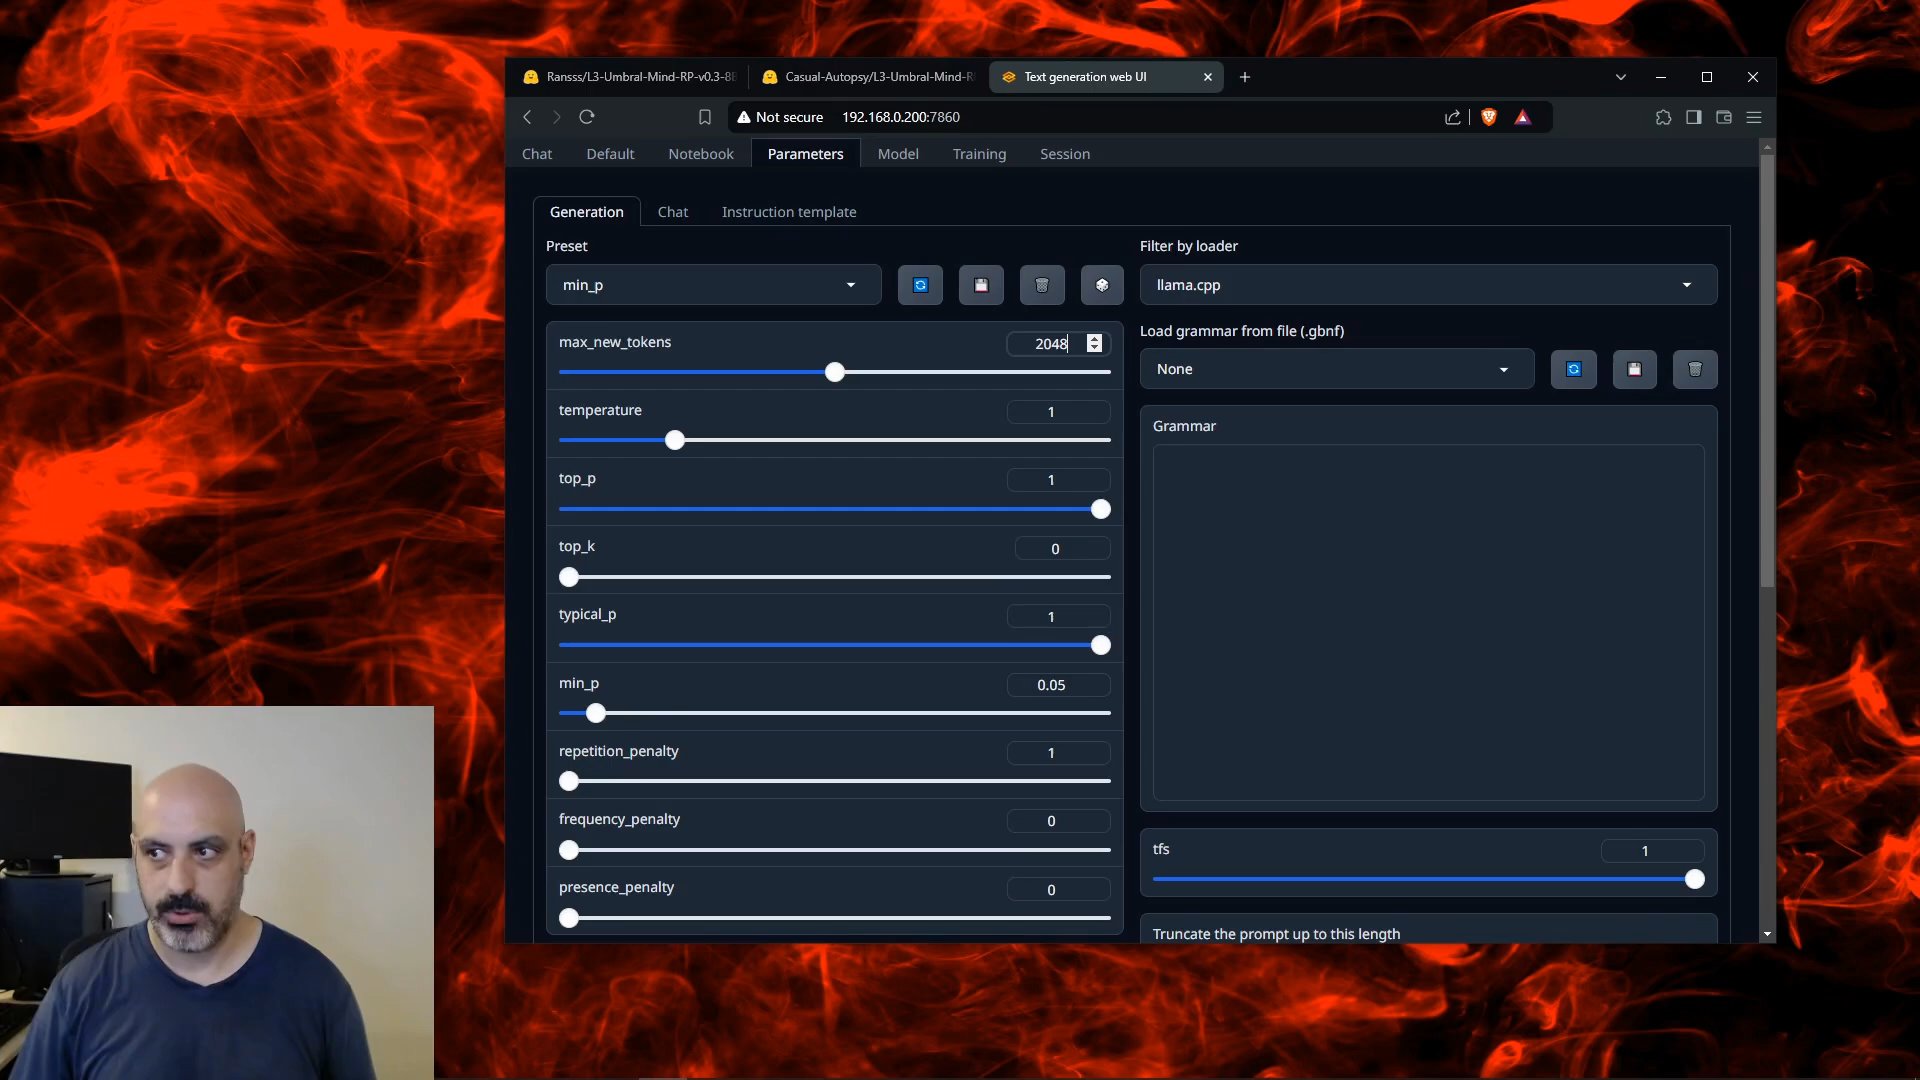 Ransss/L3-Umbral-Mind-RP-v0.3-8B
Casual-Autopsy/L3-Umbral-Mind-R
Text generation web UI
Not secure
192.168.0.200:7860
Chat
Default
Notebook
Parameters
Model
Training
Session
Generation
Chat
Instruction template
Preset
min_p
Filter by loader
llama.cpp
max_new_tokens
2048
Load grammar from file (.gbnf)
None
temperature
1
Grammar
top_p
1
top_k
0
typical_p
1
min_p
0.05
repetition_penalty
1
frequency_penalty
0
presence_penalty
0
tfs
1
Truncate the prompt up to this length